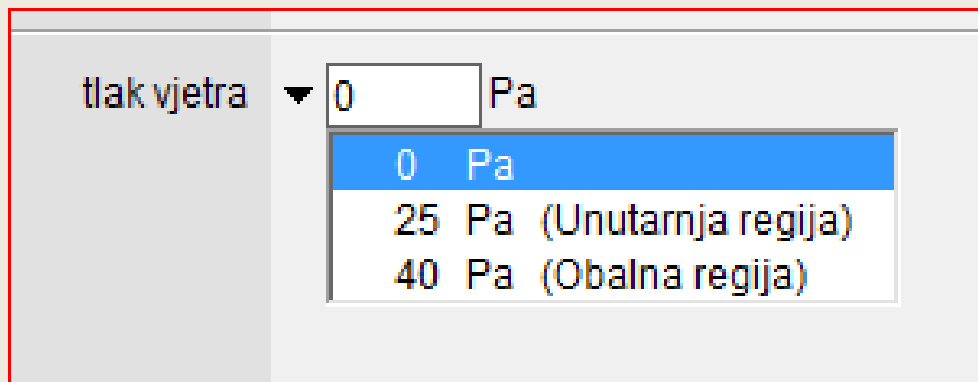 tlak vjetra 0 Pa
0 Pa
25 Pa (Unutarnja regija)
40 Pa (Obalna regija)